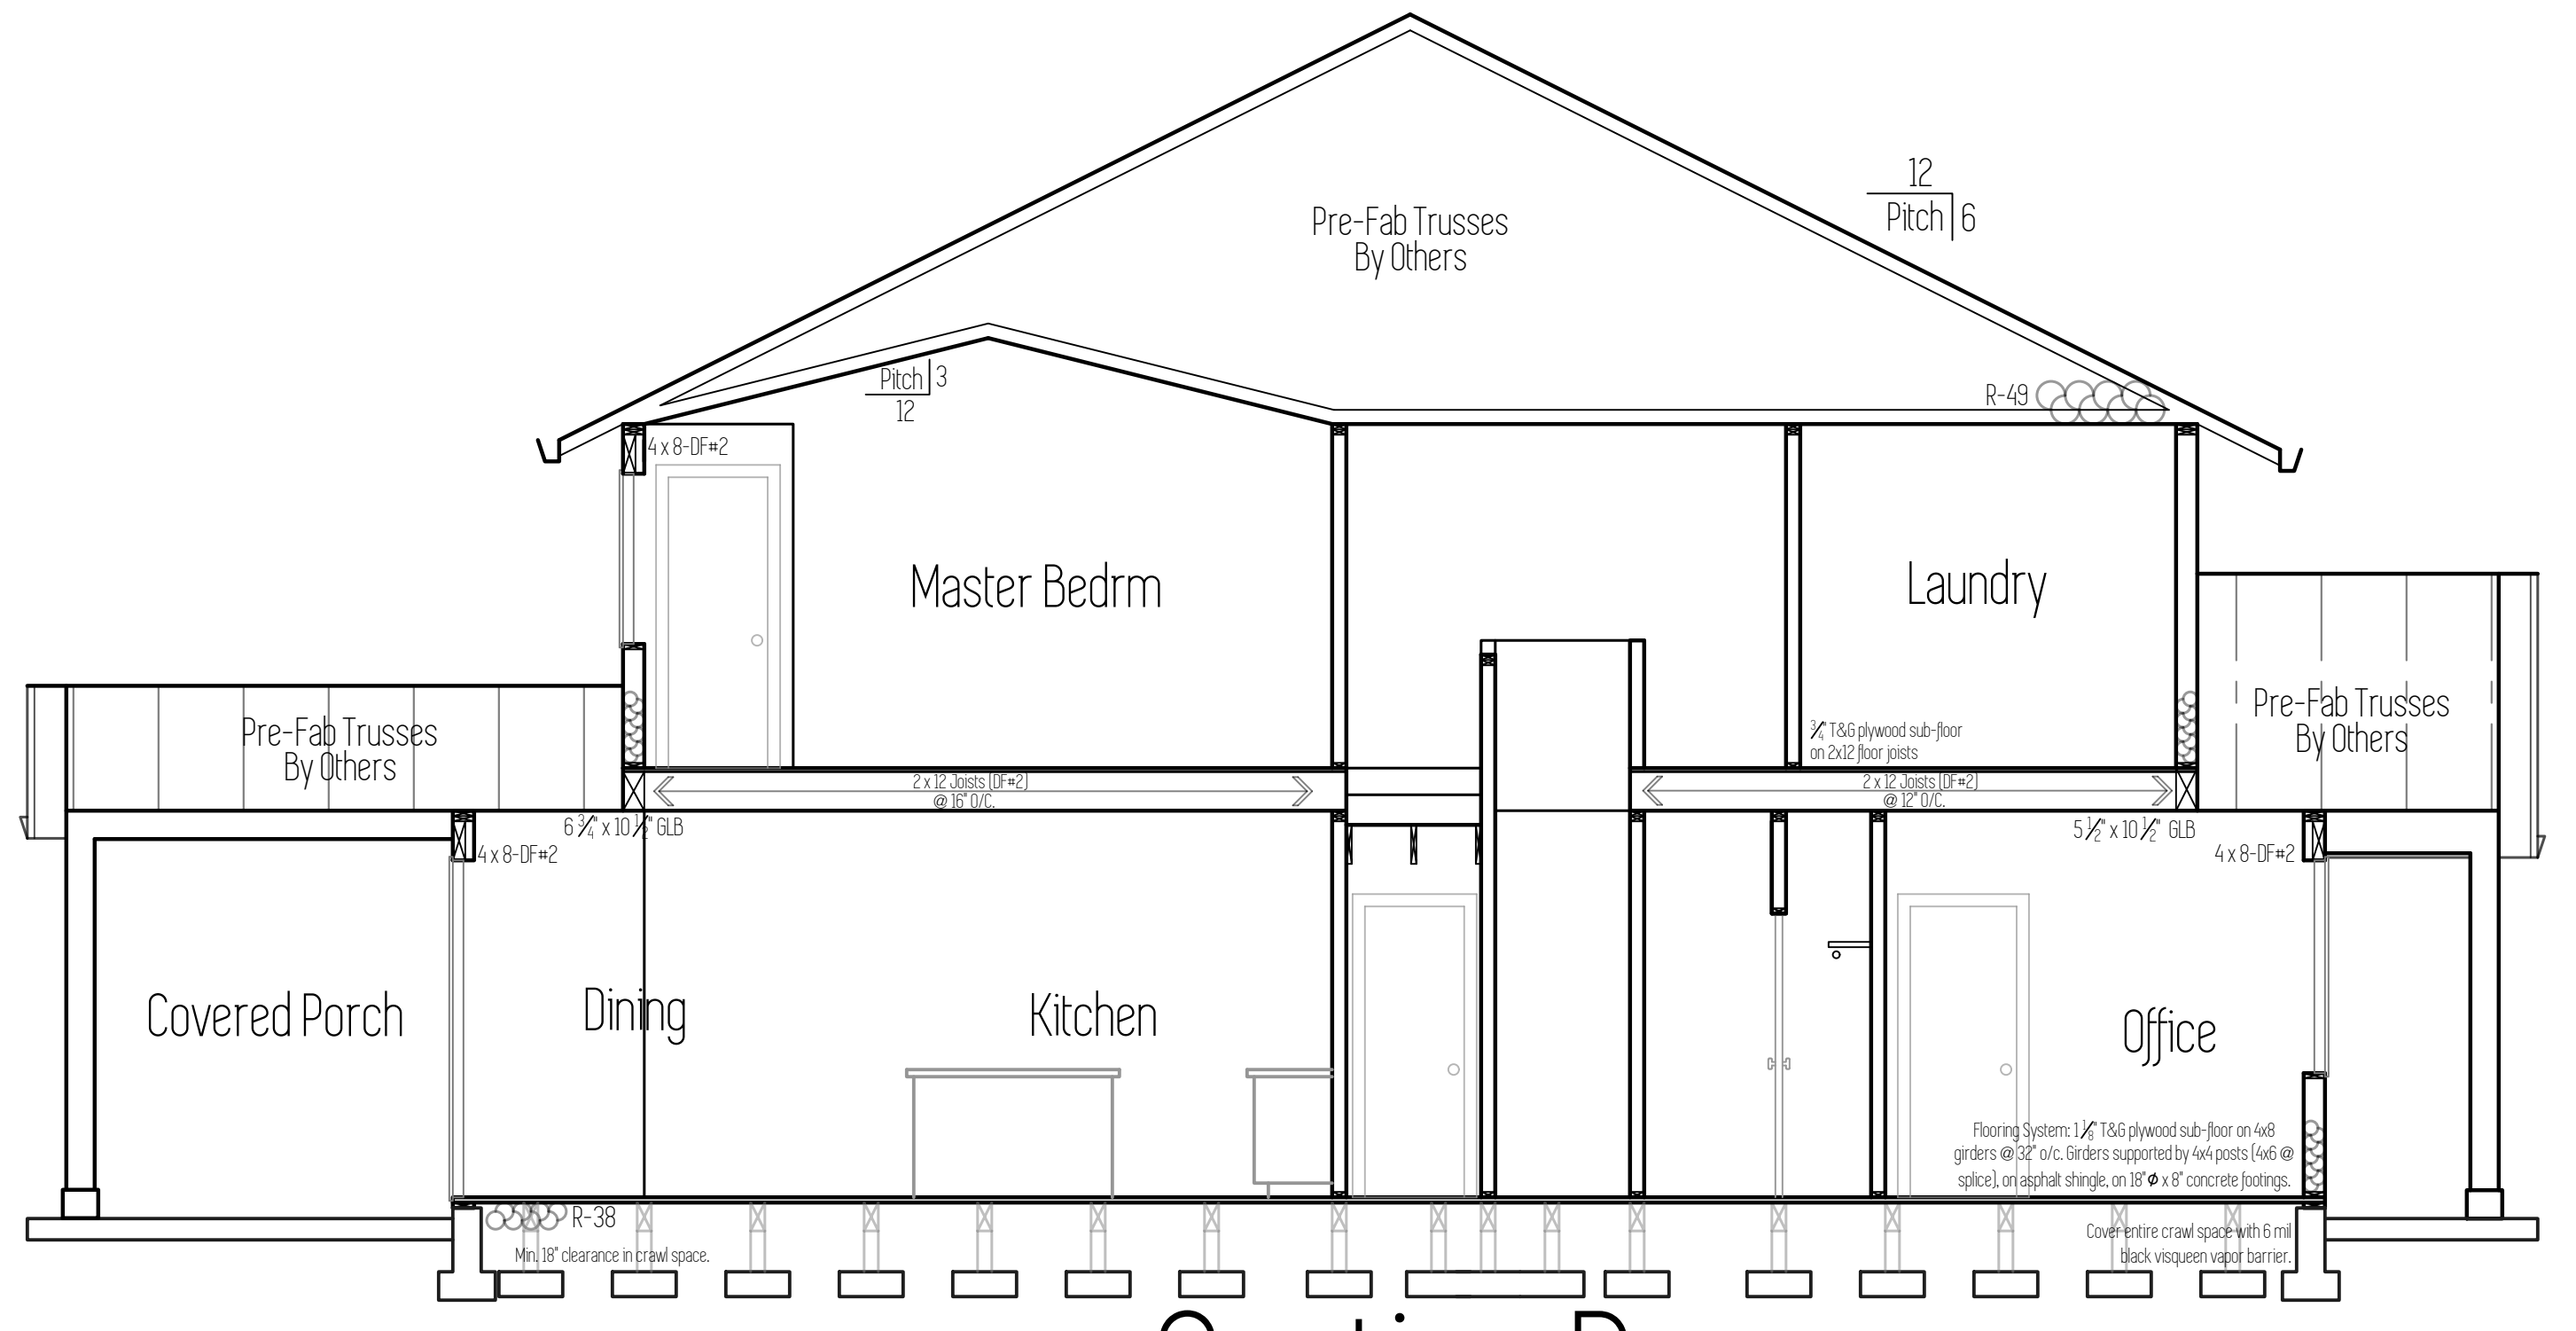 12
Pitch 6
Pre-Fab Trusses
By Others
Pitch 3
12
R-49
4 x 8-DF#2
Master Bedrm
Laundry
Pre-Fab Trusses
By Others
Pre-Fab Trusses
By Others
3/4" T&G plywood sub-floor
on 2x12 floor joists
2 x 12 Joists (DF#2)
@ 16" O/C.
2 x 12 Joists (DF#2)
@ 12" O/C.
6 3/4" x 10 1/2" GLB
4 x 8-DF#2
5 1/2" x 10 1/2" GLB
4 x 8-DF#2
Covered Porch
Dining
Kitchen
Office
Flooring System: 1 1/8" T&G plywood sub-floor on 4x8
girders @ 32" o/c. Girders supported by 4x4 posts (4x6 @
splice), on asphalt shingle, on 18" Ø x 8" concrete footings.
R-38
Min. 18" clearance in crawl space.
Cover entire crawl space with 6 mil
black visqueen vapor barrier.